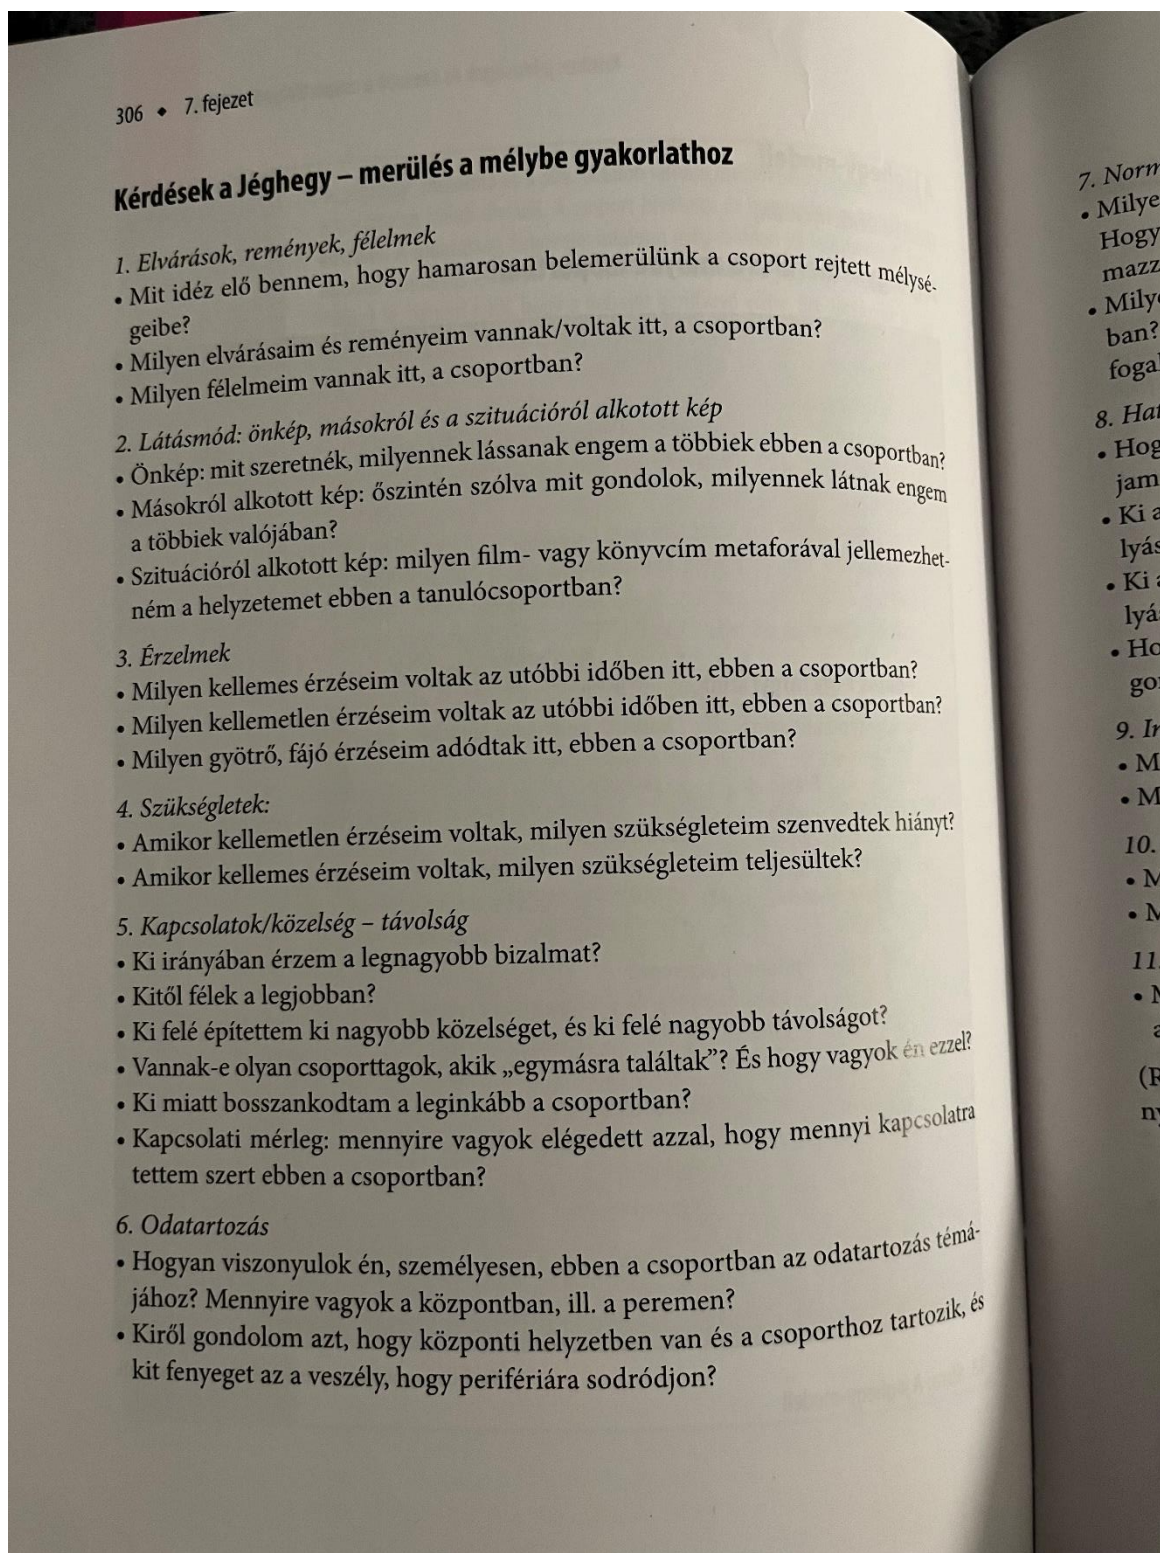 306 ◆ 7. fejezet
Kérdések a Jéghegy – merülés a mélybe gyakorlathoz
1. Elvárások, remények, félelmek
• Mit idéz elő bennem, hogy hamarosan belemerülünk a csoport rejtett mélysé-
geibe?
• Milyen elvárásaim és reményeim vannak/voltak itt, a csoportban?
• Milyen félelmeim vannak itt, a csoportban?
2. Látásmód: önkép, másokról és a szituációról alkotott kép
• Önkép: mit szeretnék, milyennek lássanak engem a többiek ebben a csoportban?
• Másokról alkotott kép: őszintén szólva mit gondolok, milyennek látnak engem
a többiek valójában?
• Szituációról alkotott kép: milyen film- vagy könyvcím metaforával jellemezhet-
ném a helyzetemet ebben a tanulócsoportban?
3. Érzelmek
• Milyen kellemes érzéseim voltak az utóbbi időben itt, ebben a csoportban?
• Milyen kellemetlen érzéseim voltak az utóbbi időben itt, ebben a csoportban?
• Milyen gyötrő, fájó érzéseim adódtak itt, ebben a csoportban?
4. Szükségletek:
• Amikor kellemetlen érzéseim voltak, milyen szükségleteim szenvedtek hiányt?
• Amikor kellemes érzéseim voltak, milyen szükségleteim teljesültek?
5. Kapcsolatok/közelség – távolság
• Ki irányában érzem a legnagyobb bizalmat?
• Kitől félek a legjobban?
• Ki felé építettem ki nagyobb közelséget, és ki felé nagyobb távolságot?
• Vannak-e olyan csoporttagok, akik „egymásra találtak”? És hogy vagyok én ezzel?
• Ki miatt bosszankodtam a leginkább a csoportban?
• Kapcsolati mérleg: mennyire vagyok elégedett azzal, hogy mennyi kapcsolatra
tettem szert ebben a csoportban?
6. Odatartozás
• Hogyan viszonyulok én, személyesen, ebben a csoportban az odatartozás témá-
jához? Mennyire vagyok a központban, ill. a peremen?
• Kiről gondolom azt, hogy központi helyzetben van és a csoporthoz tartozik, és
kit fenyeget az a veszély, hogy perifériára sodródjon?
7.
•
Hogy
•
ban?
8.
•
• Ki
• Ki
•
9.
•
•
10.
•
•
11.
•